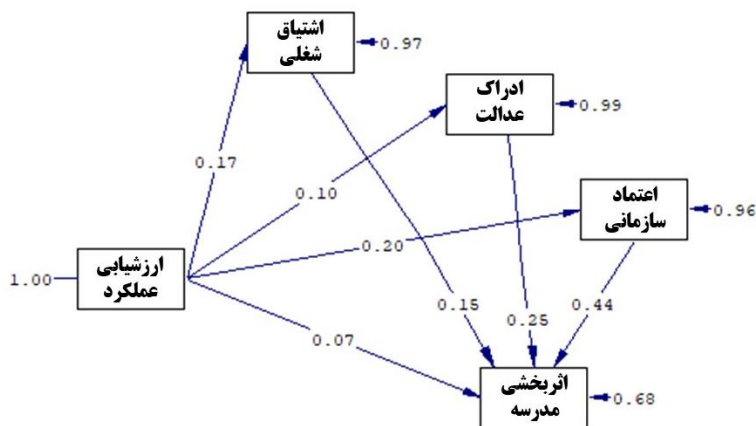 اشتیاق
شغلی
0.97
ادراک
عدالت
0.99
0.17
0.10
اعتماد
سازمانی
0.96
0.20
ارزشیابی
عملکرد
1.00
0.15
0.25
0.44
0.07
اثربخشی
مدرسه
0.68